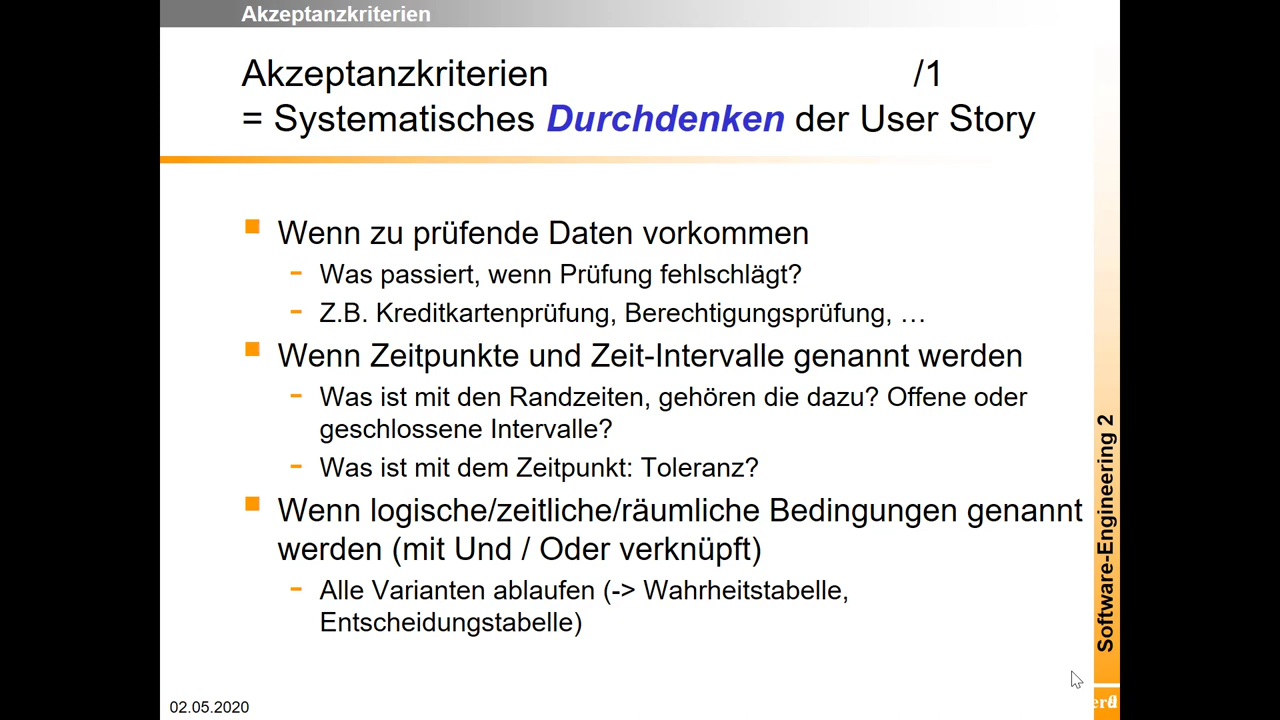 Akzeptanzkriterien
Akzeptanzkriterien /1
= Systematisches Durchdenken der User Story
Wenn zu prüfende Daten vorkommen
- Was passiert, wenn Prüfung fehlschlägt?
- Z.B. Kreditkartenprüfung, Berechtigungsprüfung, …
Wenn Zeitpunkte und Zeit-Intervalle genannt werden
- Was ist mit den Randzeiten, gehören die dazu? Offene oder
geschlossene Intervalle?
- Was ist mit dem Zeitpunkt: Toleranz?
Wenn logische/zeitliche/räumliche Bedingungen genannt
werden (mit Und / Oder verknüpft)
- Alle Varianten ablaufen (-> Wahrheitstabelle,
Entscheidungstabelle)
Software-Engineering 2
02.05.2020